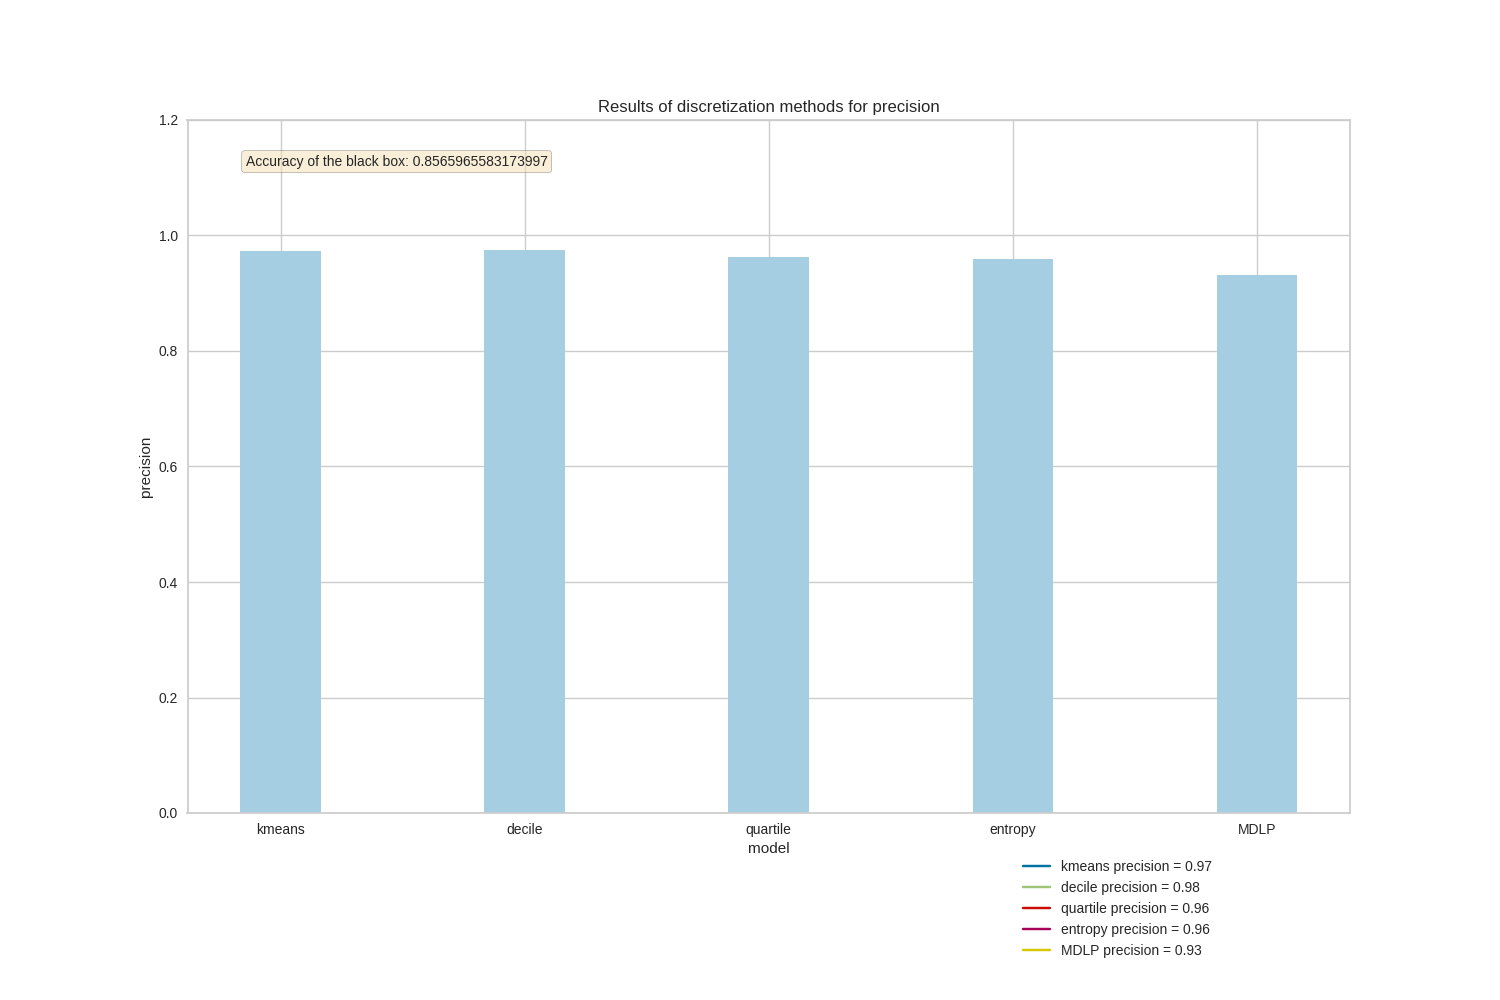 Results of discretization methods for precision
1.2
Accuracy of the black box: 0.8565965583173997
1.0
0.8
0.6
precision
0.4
0.2
0.0
kmeans decile quartile entropy MDLP
model
kmeans precision = 0.97
decile precision = 0.98
quartile precision = 0.96
entropy precision = 0.96
MDLP precision = 0.93